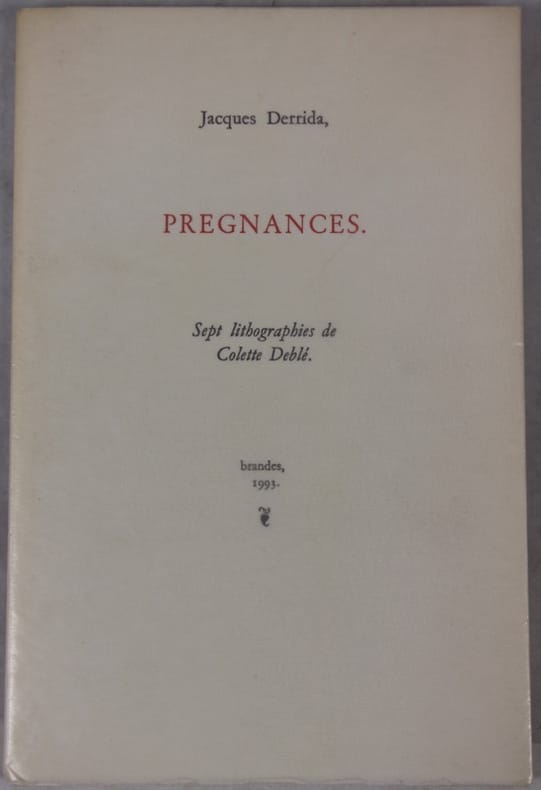 Jacques Derrida,
PREGNANCES.
Sept lithographies de
Colette Deblé.
brandes,
1993.